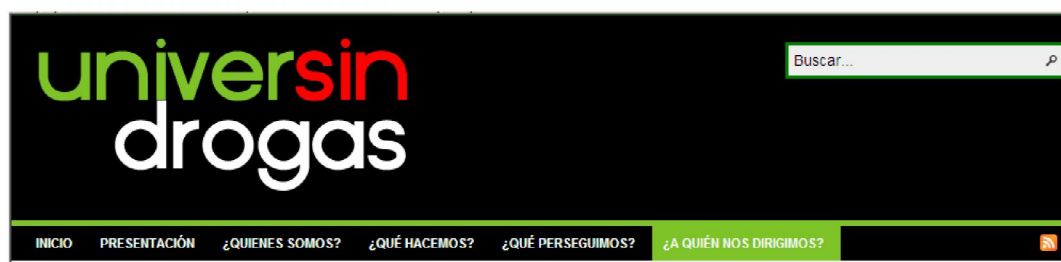 universin
drogas
Buscar...
INICIO PRESENTACIÓN ¿QUIENES SOMOS? ¿QUÉ HACEMOS? ¿QUÉ PERSEGUIMOS? ¿A QUIÉN NOS DIRIGIMOS?